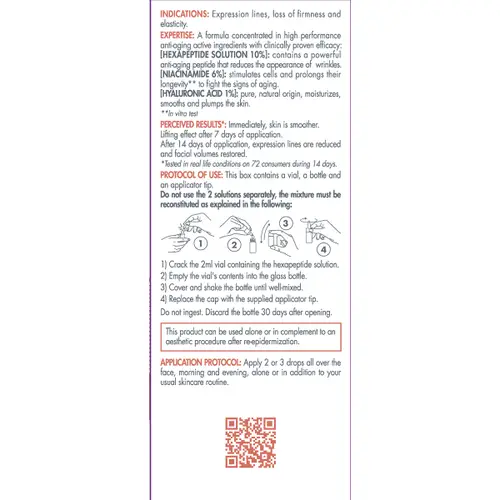 INDICATIONS: Expression lines, loss of firmness and
elasticity.
EXPERTISE: A formula concentrated in high performance
anti-aging active ingredients with clinically proven efficacy:
[HEXAPEPTIDE SOLUTION 10%]: contains a powerful
anti-aging peptide that reduces the appearance of wrinkles.
[NIACINAMIDE 6%]: stimulates cells and prolongs their
longevity** to fight the signs of aging.
[HYALURONIC ACID 1%]: pure, natural origin, moisturizes,
smooths and plumps the skin.
**In vitro test
PERCEIVED RESULTS*: Immediately, skin is smoother.
Lifting effect after 7 days of application.
After 14 days of application, expression lines are reduced
and facial volumes restored.
*Tested in real life conditions on 72 consumers during 14 days.
PROTOCOL OF USE: This box contains a vial, a bottle and
an applicator tip.
Do not use the 2 solutions separately, the mixture must be
reconstituted as explained in the following:
1 2 3 4
1) Crack the 2ml vial containing the hexapeptide solution.
2) Empty the vial's contents into the glass bottle.
3) Cover and shake the bottle until well-mixed.
4) Replace the cap with the supplied applicator tip.
Do not ingest. Discard the bottle 30 days after opening.
This product can be used alone or in complement to an
aesthetic procedure after re-epidermization.
APPLICATION PROTOCOL: Apply 2 or 3 drops all over the
face, morning and evening, alone or in addition to your
usual skincare routine.